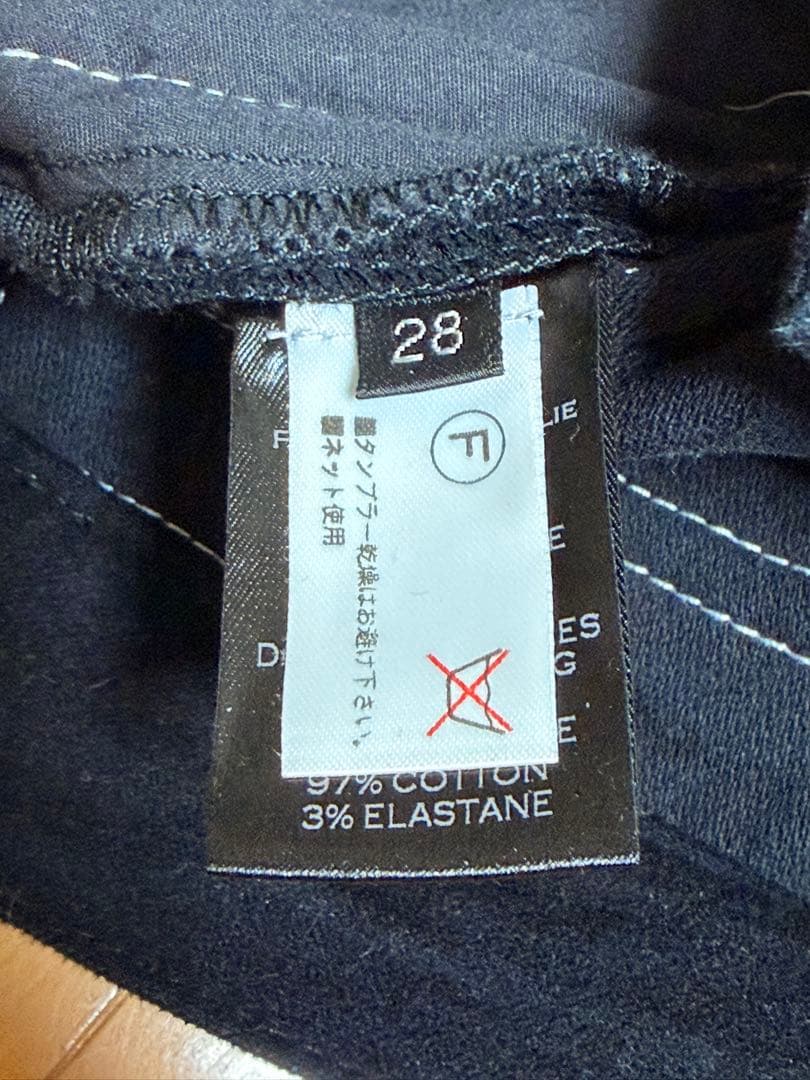 28
F
■タンブラー乾燥はお避け下さい。
■ネット使用
97% COTTON
3% ELASTANE